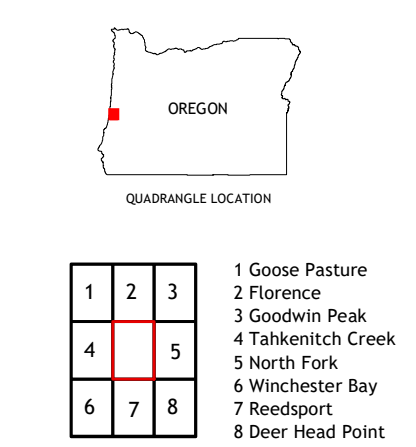 OREGON
QUADRANGLE LOCATION
1 2 3
4 5
6 7 8
1 Goose Pasture
2 Florence
3 Goodwin Peak
4 Tahkenitch Creek
5 North Fork
6 Winchester Bay
7 Reedsport
8 Deer Head Point